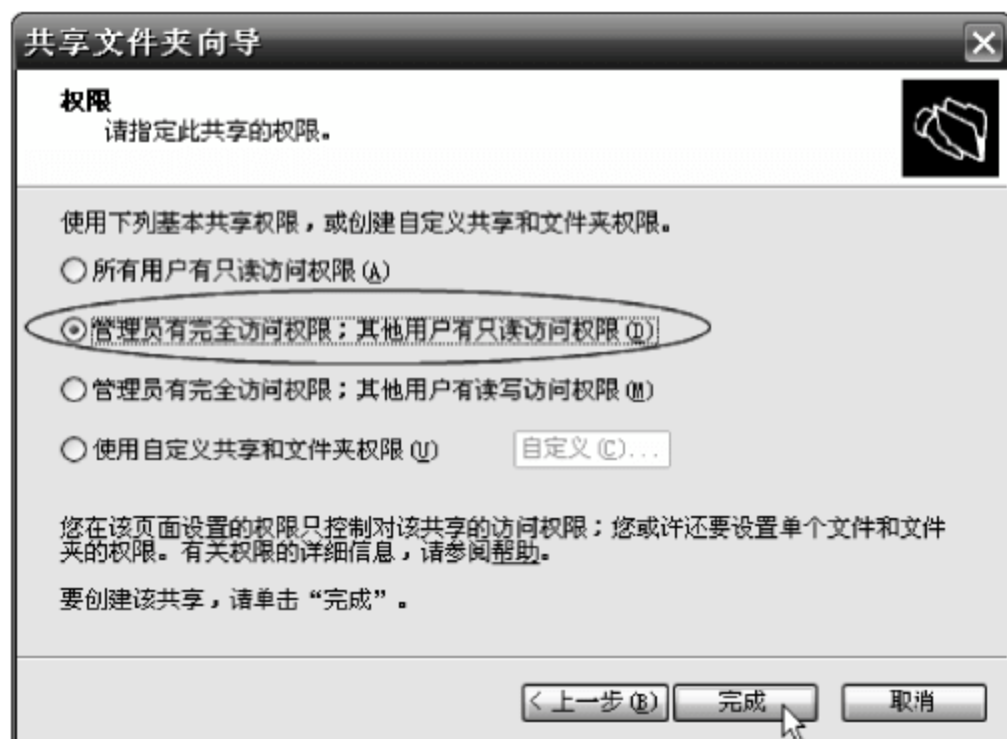 共享文件夹向导
权限
请指定此共享的权限。
使用下列基本共享权限，或创建自定义共享和文件夹权限。
所有用户有只读访问权限(A)
管理员有完全访问权限；其他用户有只读访问权限(D)
管理员有完全访问权限；其他用户有读写访问权限(M)
使用自定义共享和文件夹权限(U) 自定义(C)...
您在该页面设置的权限只控制对该共享的访问权限；您或许还要设置单个文件和文件
夹的权限。有关权限的详细信息，请参阅帮助。
要创建该共享，请单击“完成”。
< 上一步(B) 完成 取消